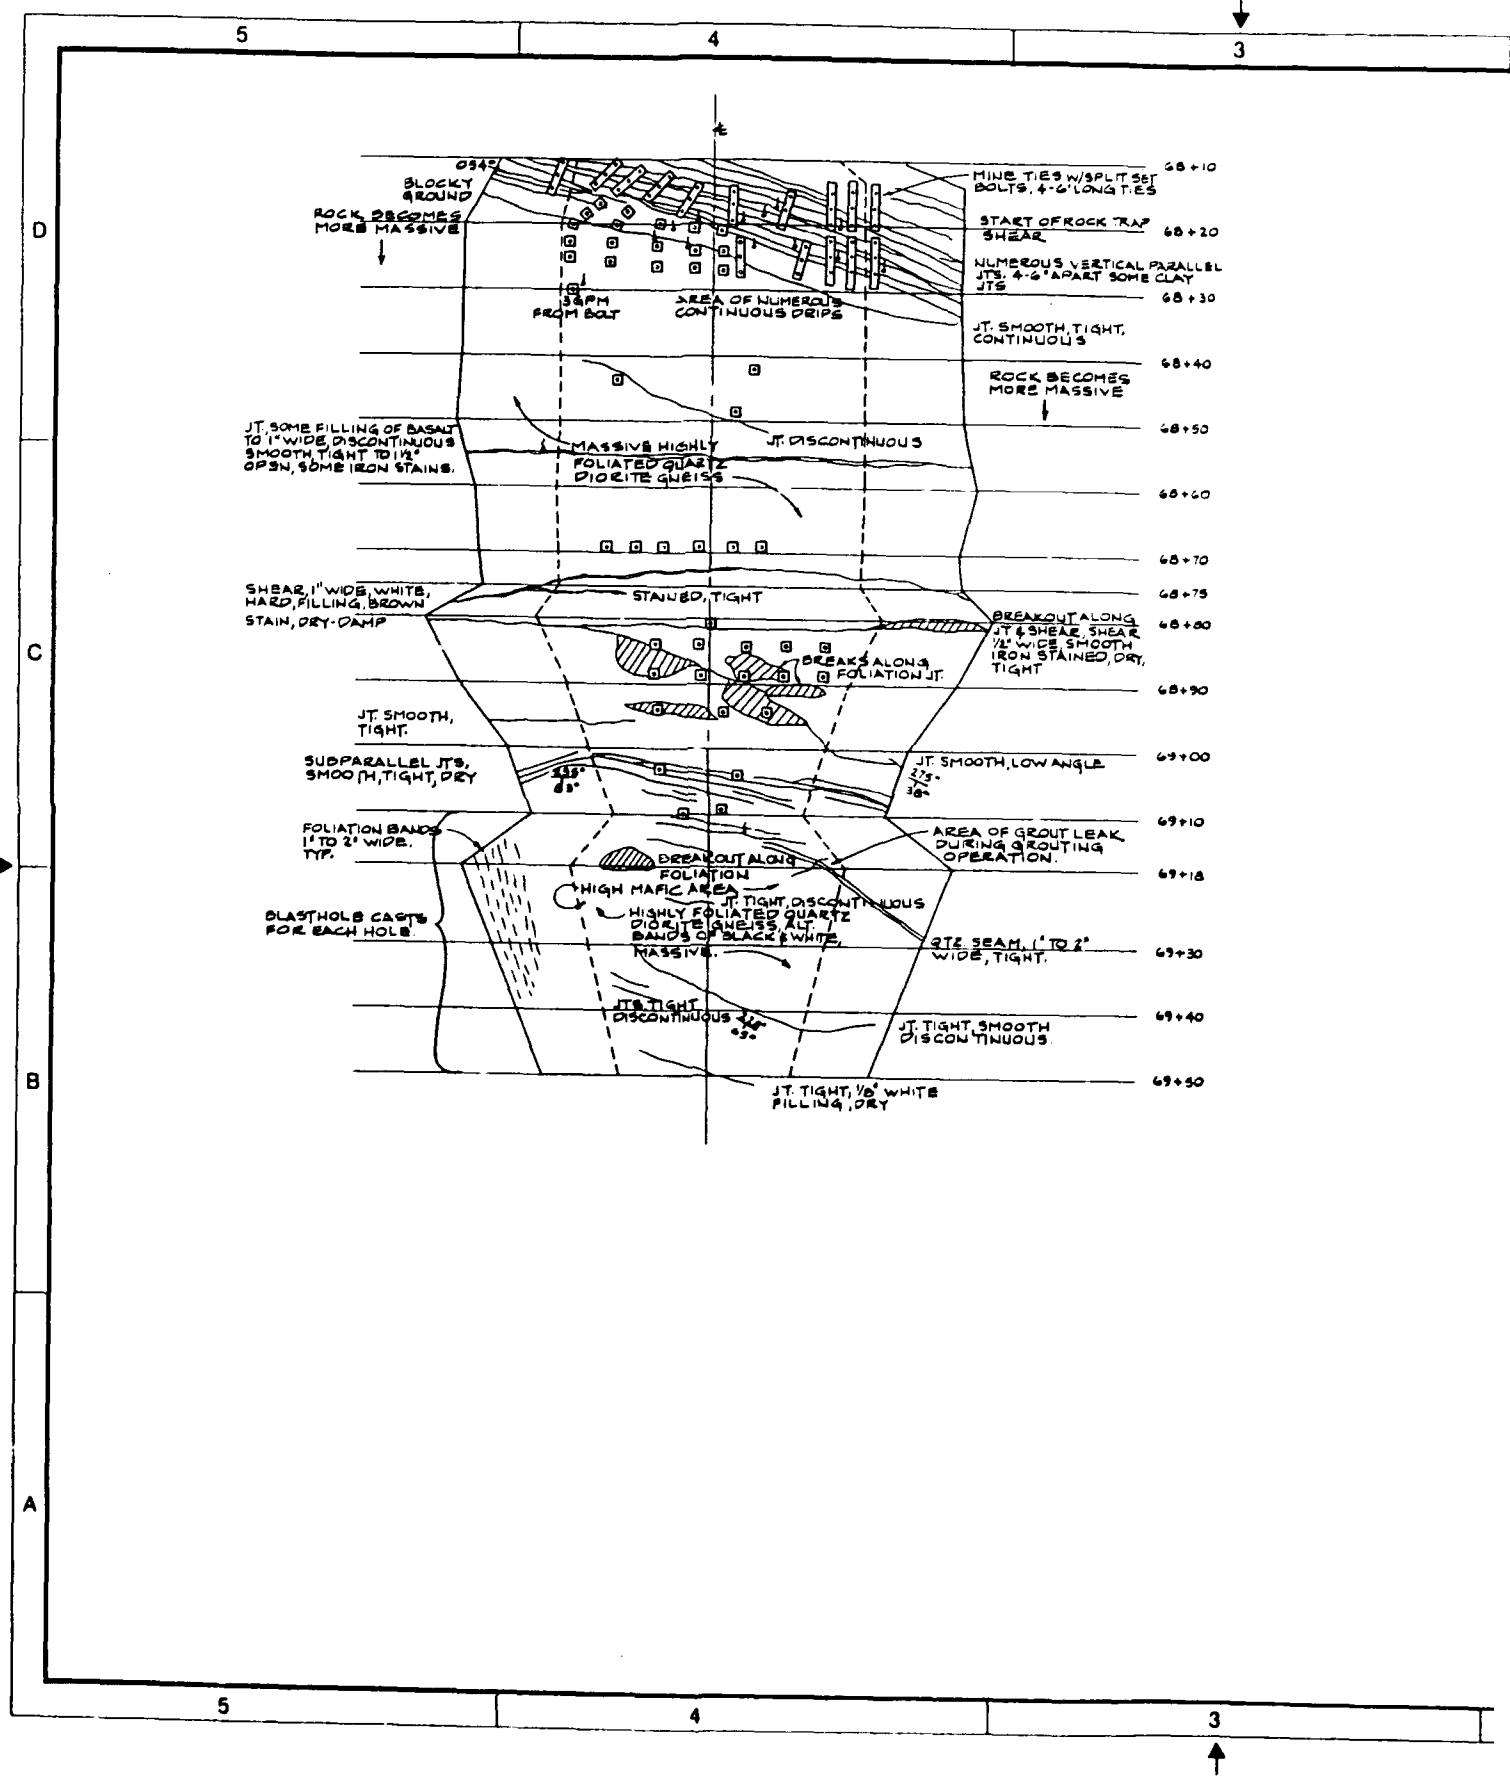 5
4
3
D
C
B
A
℄
054°
BLOCKY
GROUND
ROCK BECOMES
MORE MASSIVE
68+10
MINE TIES W/SPLIT SET
BOLTS, 4-6' LONG TIES
START OF ROCK TRAP
SHEAR
68+20
NUMEROUS VERTICAL PARALLEL
JTS. 4-6" APART SOME CLAY
JTS
68+30
3GPM
FROM BOLT
AREA OF NUMEROUS
CONTINUOUS DRIPS
JT. SMOOTH, TIGHT,
CONTINUOUS
68+40
ROCK BECOMES
MORE MASSIVE
68+50
JT. SOME FILLING OF BASALT
TO 1" WIDE, DISCONTINUOUS
SMOOTH, TIGHT TO 1½"
OPEN, SOME IRON STAINS.
MASSIVE HIGHLY
FOLIATED QUARTZ
DIORITE GNEISS
JT. DISCONTINUOUS
68+60
68+70
68+75
SHEAR, 1" WIDE, WHITE,
HARD, FILLING, BROWN
STAIN, DRY-DAMP
STAINED, TIGHT
BREAKOUT ALONG
JT & SHEAR, SHEAR
½" WIDE, SMOOTH
IRON STAINED, DRY,
TIGHT
68+80
BREAKS ALONG
FOLIATION JT.
68+90
JT. SMOOTH,
TIGHT.
69+00
SUBPARALLEL JTS,
SMOOTH, TIGHT, DRY
83°
JT. SMOOTH, LOW ANGLE
275°
38°
69+10
FOLIATION BANDS
1" TO 2" WIDE.
TYP.
AREA OF GROUT LEAK
DURING GROUTING
OPERATION.
BREAKOUT ALONG
FOLIATION
69+18
HIGH MAFIC AREA
JT. TIGHT, DISCONTINUOUS
HIGHLY FOLIATED QUARTZ
DIORITE GNEISS, ALT.
BANDS OF BLACK & WHITE,
MASSIVE.
BLASTHOLE CASTS
FOR EACH HOLE
QTZ. SEAM, 1" TO 2"
WIDE, TIGHT.
69+30
JTS. TIGHT
DISCONTINUOUS
69+40
JT. TIGHT, SMOOTH
DISCONTINUOUS.
69+50
JT. TIGHT, ⅛" WHITE
FILLING, DRY
5
4
3